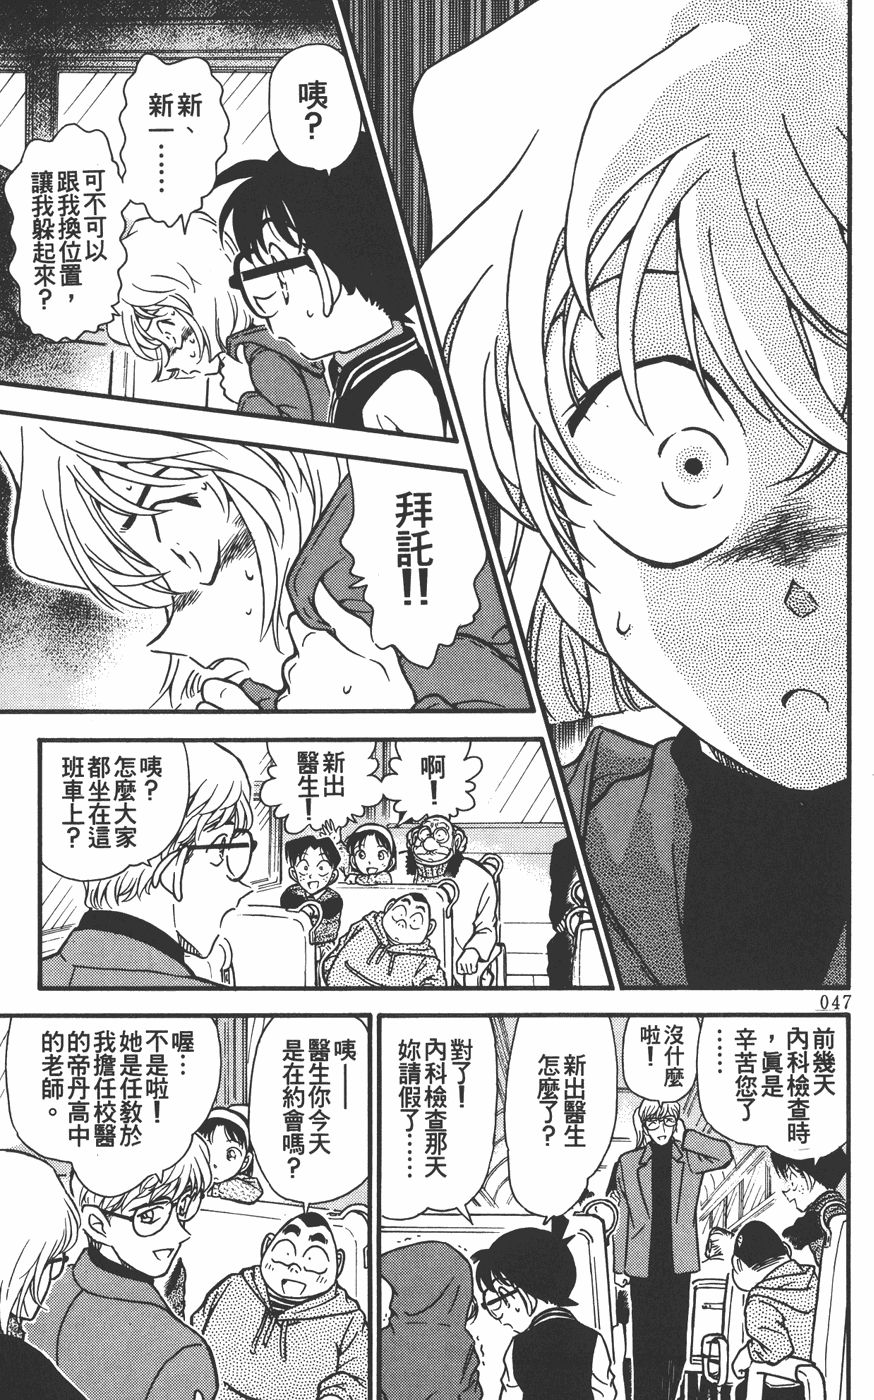 咦?
新、
新一……
可不可以
跟我換位置，
讓我躲起來?
拜託!!
啊!
新出
醫生!
咦?
怎麼大家
都坐在這
班車上?
047
前幾天
內科檢查時
，眞是
辛苦您了
……
沒什麼
啦!
新出醫生
怎麼了?
對了!
內科檢查那天
妳請假了……
咦——
醫生你今天
是在約會嗎?
喔…
不是啦!
她是任教於
我擔任校醫
的帝丹高中
的老師。